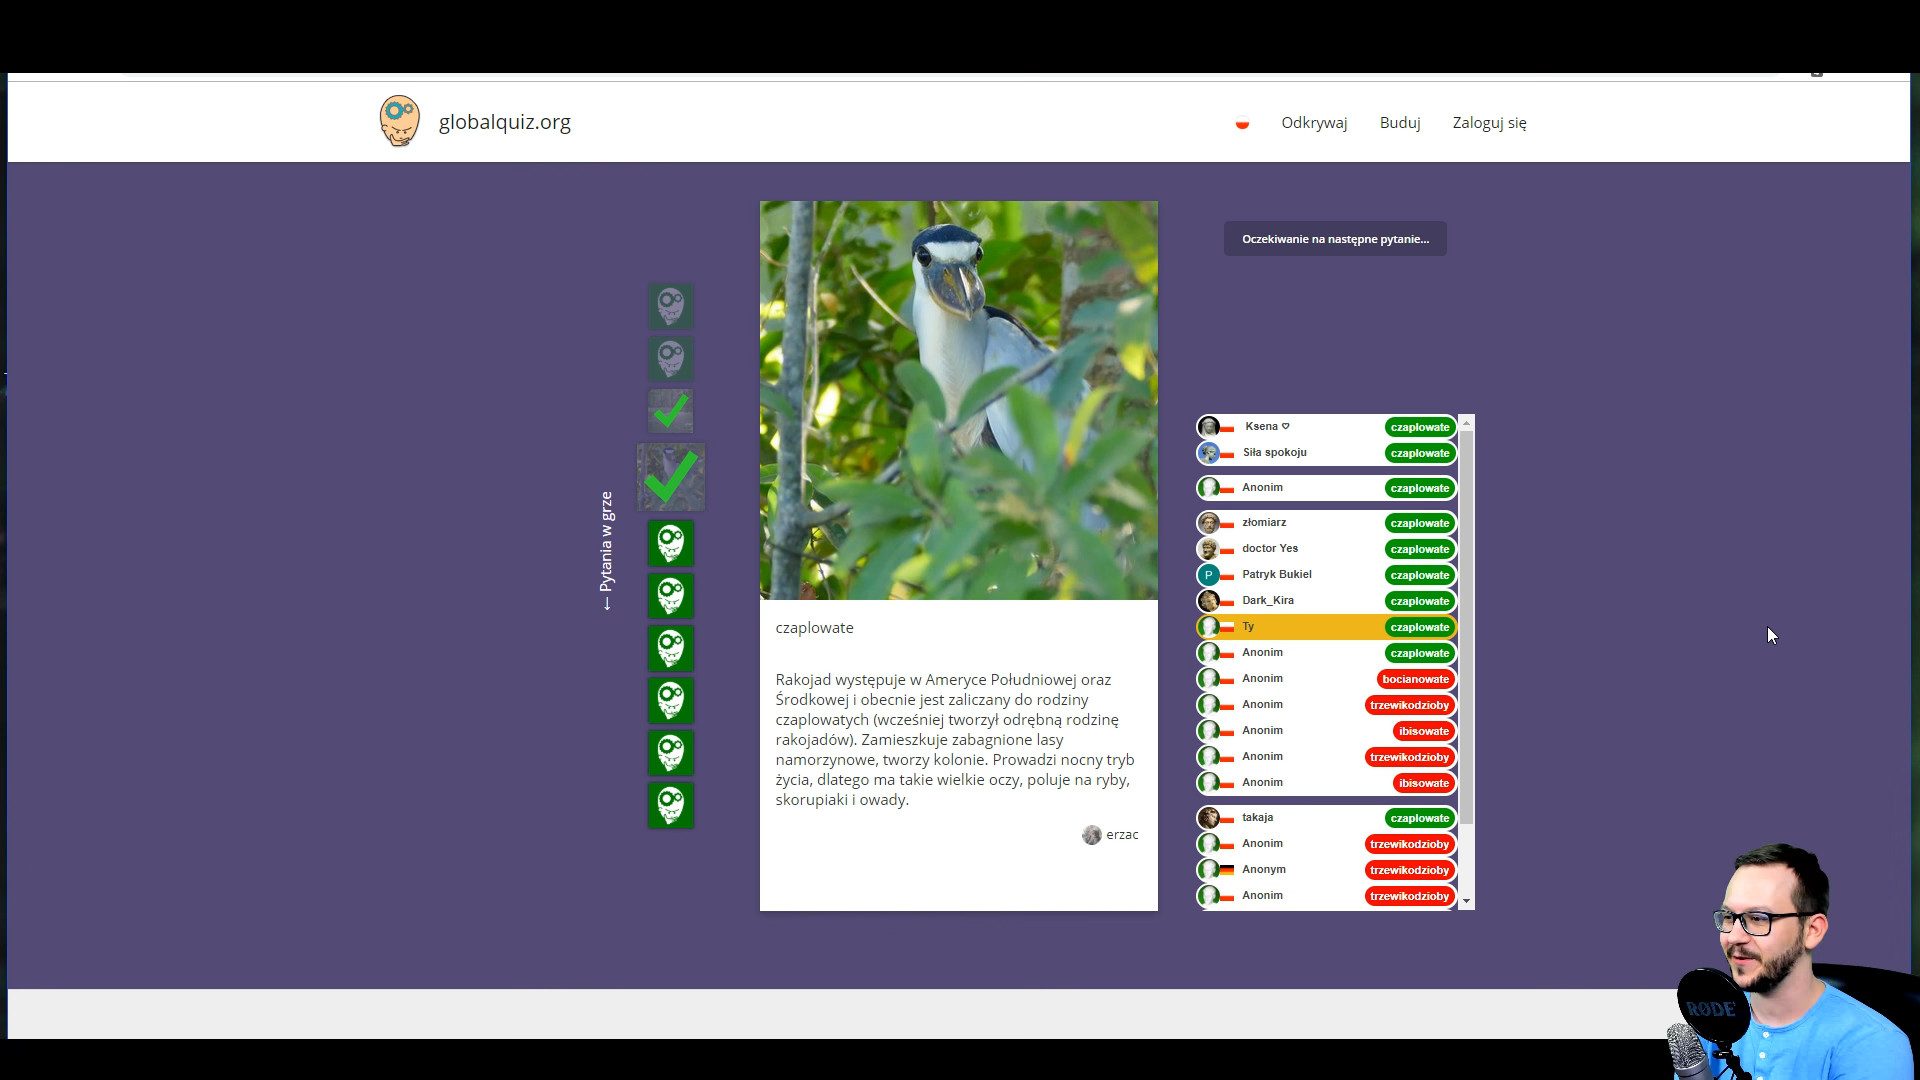 globalquiz.org
Odkrywaj
Buduj
Zaloguj się
Oczekiwanie na następne pytanie...
← Pytania w grze
czaplowate
Rakojad występuje w Ameryce Południowej oraz
Środkowej i obecnie jest zaliczany do rodziny
czaplowatych (wcześniej tworzył odrębną rodzinę
rakojadów). Zamieszkuje zabagnione lasy
namorzynowe, tworzy kolonie. Prowadzi nocny tryb
życia, dlatego ma takie wielkie oczy, poluje na ryby,
skorupiaki i owady.
erzac
Ksena ♡ czaplowate
Siła spokoju czaplowate
Anonim czaplowate
złomiarz czaplowate
doctor Yes czaplowate
P Patryk Bukiel czaplowate
Dark_Kira czaplowate
Ty czaplowate
Anonim czaplowate
Anonim bocianowate
Anonim trzewikodzioby
Anonim ibisowate
Anonim trzewikodzioby
Anonim ibisowate
takaja czaplowate
Anonim trzewikodzioby
Anonym trzewikodzioby
Anonim trzewikodzioby
RØDE